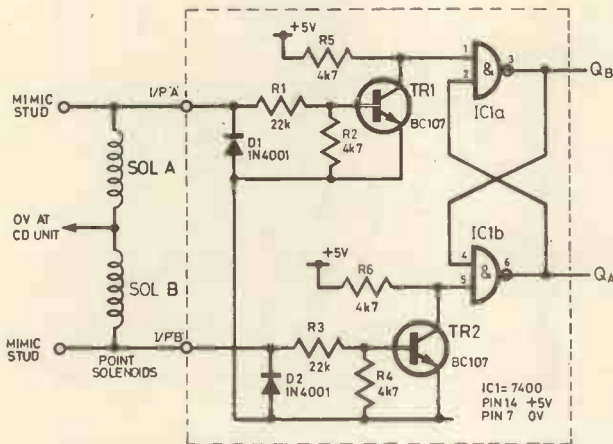 +5V
R5
4k7
1
2
&
3
IC1a
QB
MIMIC
STUD
I/P'A'
R1
22k
R2
4k7
TR1
BC107
D1
1N4001
SOL A
0V AT
CD UNIT
SOL B
+5V
R6
4k7
4
5
&
6
IC1b
QA
TR2
BC107
MIMIC
STUD
POINT
SOLENOIDS
I/P'B'
R3
22k
R4
4k7
D2
1N4001
IC1= 7400
PIN 14 +5V
PIN 7 0V